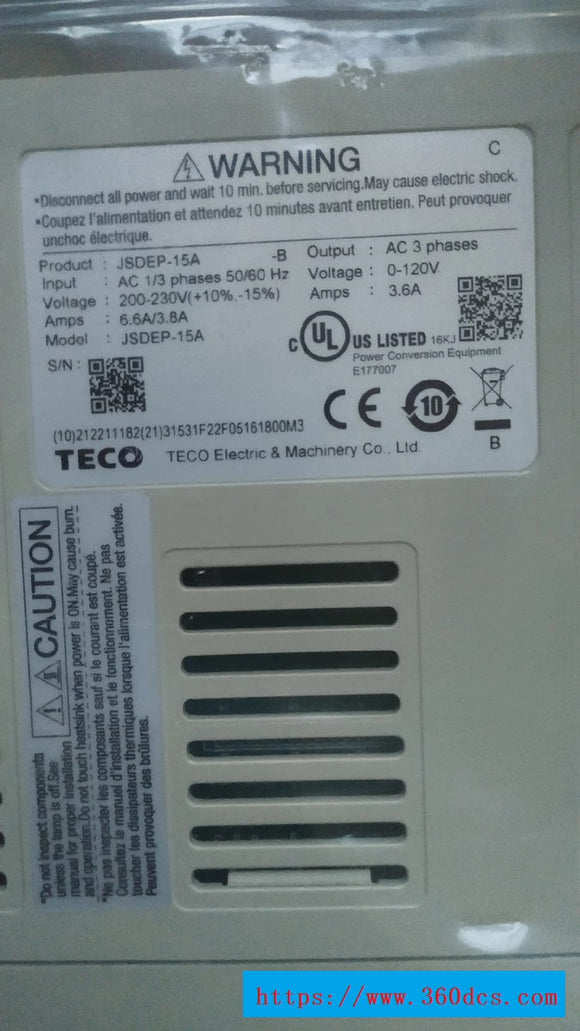 WARNING
C
•Disconnect all power and wait 10 min. before servicing.May cause electric shock.
•Coupez l'alimentation et attendez 10 minutes avant entretien. Peut provoquer
unchoc électrique.
Product : JSDEP-15A -B Output : AC 3 phases
Input : AC 1/3 phases 50/60 Hz Voltage : 0-120V
Voltage : 200-230V(+10%,-15%) Amps : 3.6A
Amps : 6.6A/3.8A
Model : JSDEP-15A
C UL US LISTED 16KJ
Power Conversion Equipment
E177007
S/N :
CE 10
B
(10)212211182(21)31531F22F05161800M3
TECO TECO Electric & Machinery Co., Ltd.
CAUTION
*Do not inspect components
unless the lamp is off.See
manual for proper installation
and operation.Do not touch heatsink when power is ON.May cause burn.
*Ne pas inspecter les composants sauf si le courant est coupé.
Consultez le manuel d'installation et le fonctionnement. Ne pas
toucher les dissipateurs thermiques lorsque l'alimentation est activée.
Peuvent provoquer des brûlures.
https://www.360dcs.com